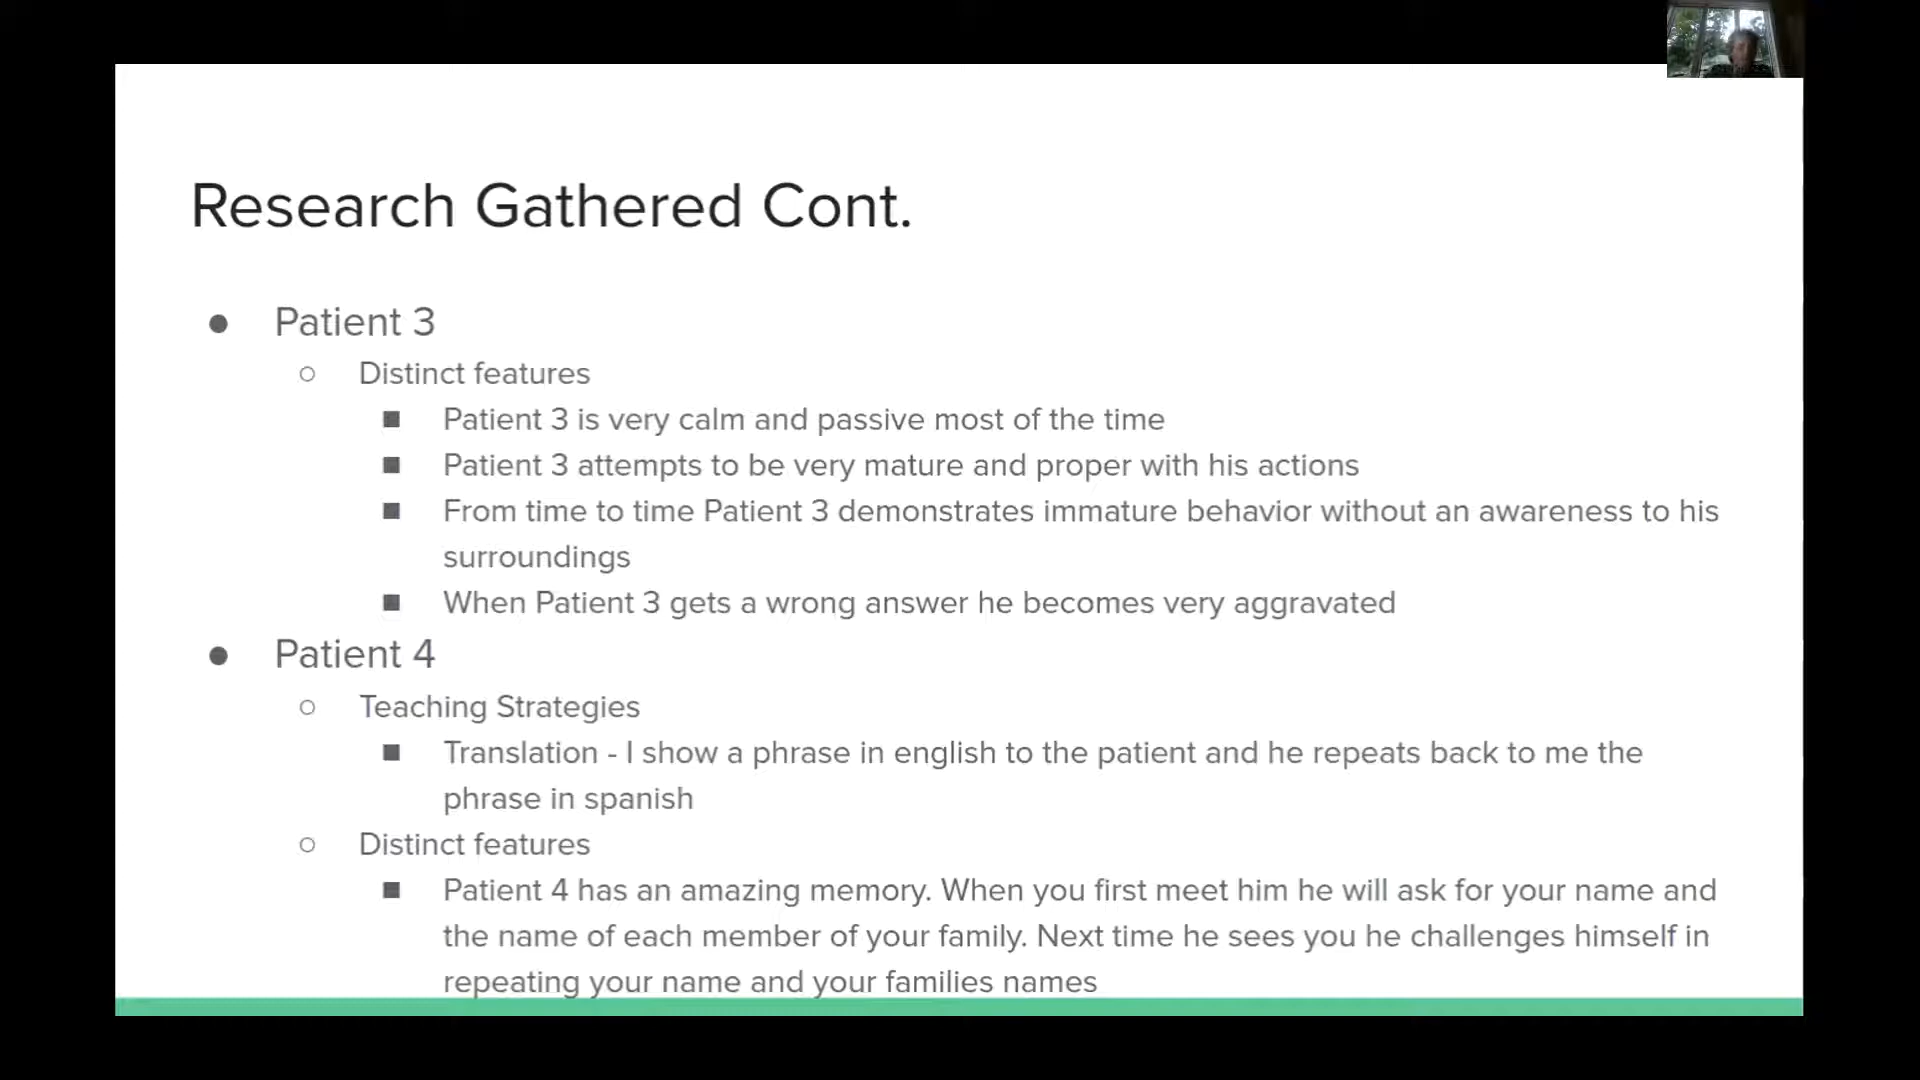 Research Gathered Cont.
● Patient 3
○ Distinct features
■ Patient 3 is very calm and passive most of the time
■ Patient 3 attempts to be very mature and proper with his actions
■ From time to time Patient 3 demonstrates immature behavior without an awareness to his
surroundings
■ When Patient 3 gets a wrong answer he becomes very aggravated
● Patient 4
○ Teaching Strategies
■ Translation - I show a phrase in english to the patient and he repeats back to me the
phrase in spanish
○ Distinct features
■ Patient 4 has an amazing memory. When you first meet him he will ask for your name and
the name of each member of your family. Next time he sees you he challenges himself in
repeating your name and your families names